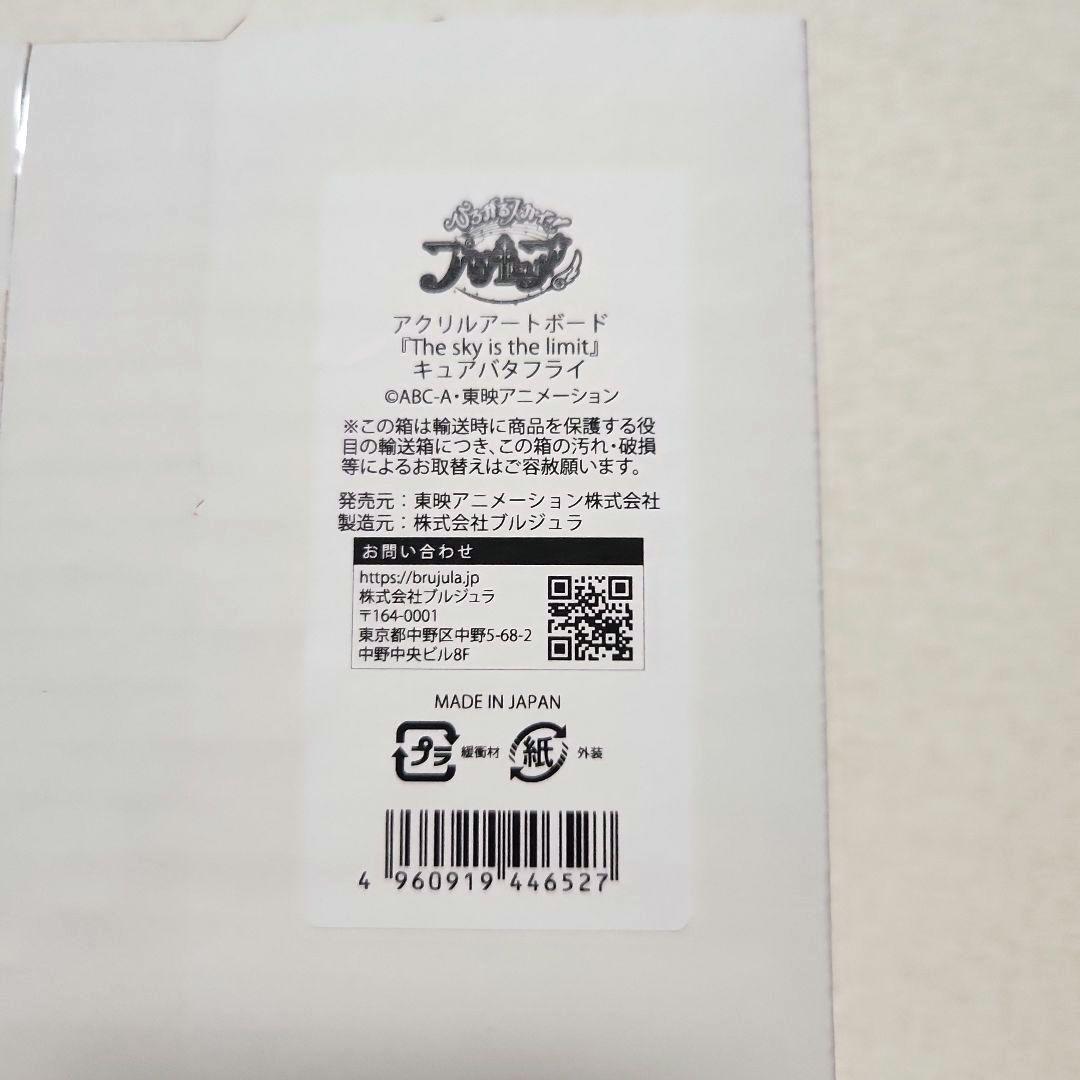 ひろがるスカイ!
プリキュア
アクリルアートボード
『The sky is the limit』
キュアバタフライ
©ABC-A・東映アニメーション
※この箱は輸送時に商品を保護する役
目の輸送箱につき、この箱の汚れ・破損
等によるお取替えはご容赦願います。
発売元：東映アニメーション株式会社
製造元：株式会社ブルジュラ
お問い合わせ
https://brujula.jp
株式会社ブルジュラ
〒164-0001
東京都中野区中野5-68-2
中野中央ビル8F
MADE IN JAPAN
プラ 緩衝材 紙 外装
4 960919 446527